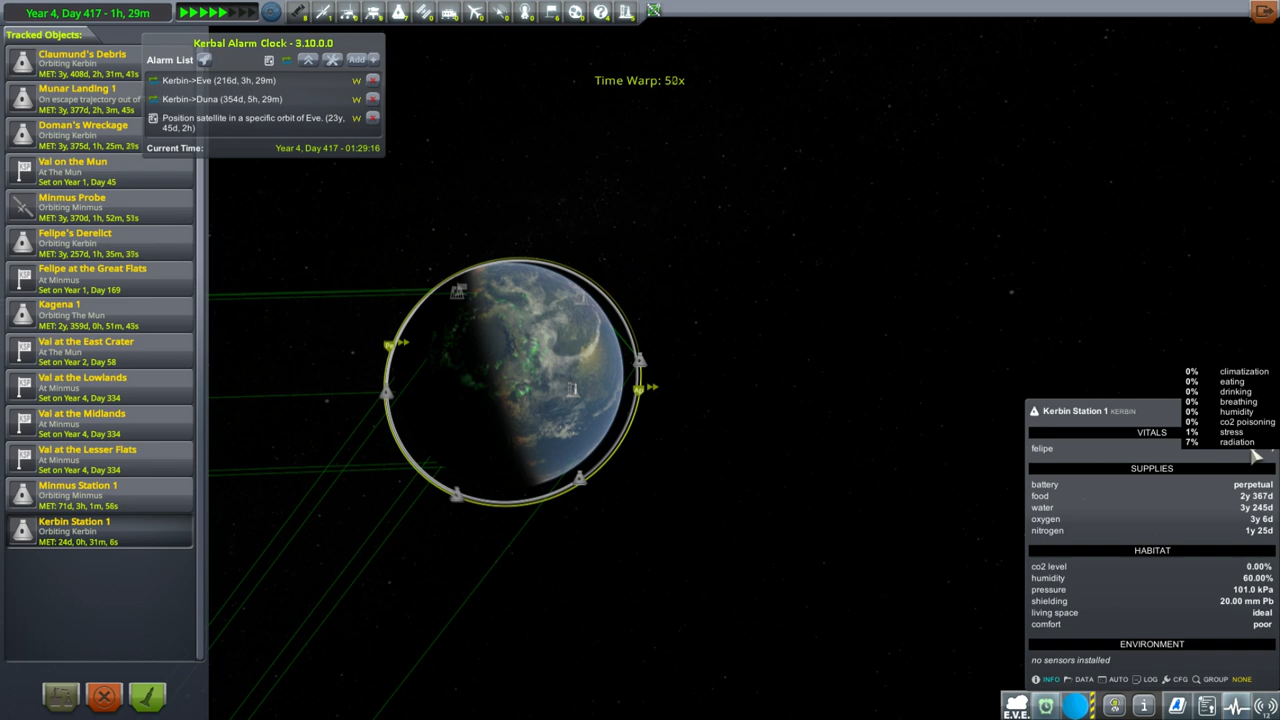 Year 4, Day 417 - 1h, 29m
Tracked Objects:
Claumund's Debris
Orbiting Kerbin
MET: 3y, 408d, 2h, 31m, 41s
Munar Landing 1
On escape trajectory out of
MET: 3y, 377d, 2h, 3m, 45s
Doman's Wreckage
Orbiting Kerbin
MET: 3y, 375d, 1h, 25m, 39s
Val on the Mun
At The Mun
Set on Year 1, Day 45
Minmus Probe
Orbiting Minmus
MET: 3y, 370d, 1h, 52m, 51s
Felipe's Derelict
Orbiting Kerbin
MET: 3y, 257d, 1h, 35m, 39s
Felipe at the Great Flats
At Minmus
Set on Year 1, Day 169
Kagena 1
Orbiting The Mun
MET: 2y, 359d, 0h, 51m, 43s
Val at the East Crater
At The Mun
Set on Year 2, Day 58
Val at the Lowlands
At Minmus
Set on Year 4, Day 334
Val at the Midlands
At Minmus
Set on Year 4, Day 334
Val at the Lesser Flats
At Minmus
Set on Year 4, Day 334
Minmus Station 1
Orbiting Minmus
MET: 71d, 3h, 1m, 56s
Kerbin Station 1
Orbiting Kerbin
MET: 24d, 0h, 31m, 6s
Kerbal Alarm Clock - 3.10.0.0
Alarm List
Add +
Kerbin->Eve (216d, 3h, 29m) W
Kerbin->Duna (354d, 5h, 29m) W
Position satellite in a specific orbit of Eve. (23y, W
45d, 2h)
Current Time: Year 4, Day 417 - 01:29:16
Time Warp:
Pe
0% climatization
0% eating
0% drinking
0% breathing
0% humidity
0% co2 poisoning
1% stress
7% radiation
Kerbin Station 1 KERBIN
VITALS
felipe
SUPPLIES
battery perpetual
food 2y 367d
water 3y 245d
oxygen 3y 6d
nitrogen 1y 25d
HABITAT
co2 level 0.00%
humidity 60.00%
pressure 101.0 kPa
shielding 20.00 mm Pb
living space ideal
comfort poor
ENVIRONMENT
no sensors installed
INFO DATA AUTO LOG CFG GROUP NONE
E.V.E.